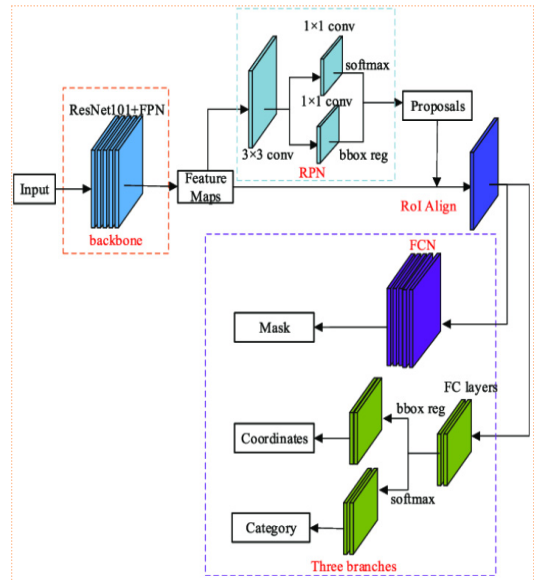 1×1 conv
softmax
ResNet101+FPN
1×1 conv
Proposals
3×3 conv
bbox reg
RPN
Input
Feature
Maps
RoI Align
backbone
FCN
Mask
FC layers
bbox reg
Coordinates
softmax
Category
Three branches